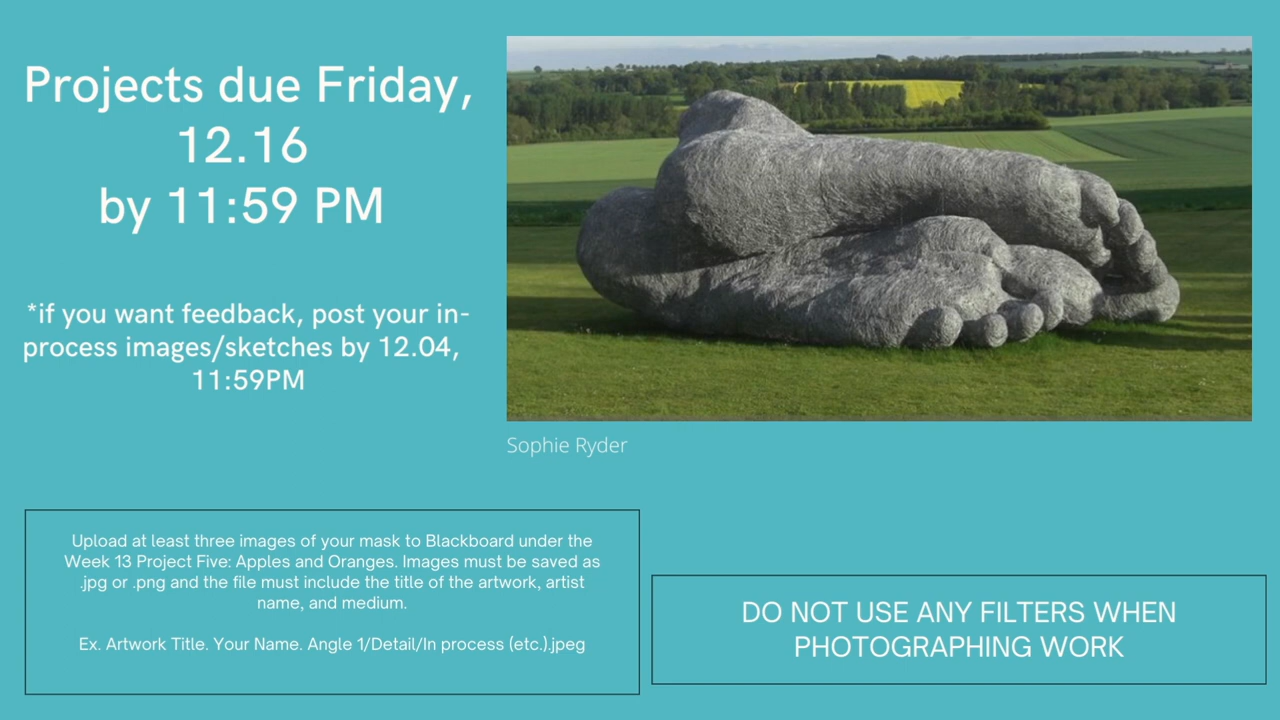 Projects due Friday,
12.16
by 11:59 PM
*if you want feedback, post your in-
process images/sketches by 12.04,
11:59PM
Sophie Ryder
Upload at least three images of your mask to Blackboard under the
Week 13 Project Five: Apples and Oranges. Images must be saved as
.jpg or .png and the file must include the title of the artwork, artist
name, and medium.
Ex. Artwork Title. Your Name. Angle 1/Detail/In process (etc.).jpeg
DO NOT USE ANY FILTERS WHEN
PHOTOGRAPHING WORK